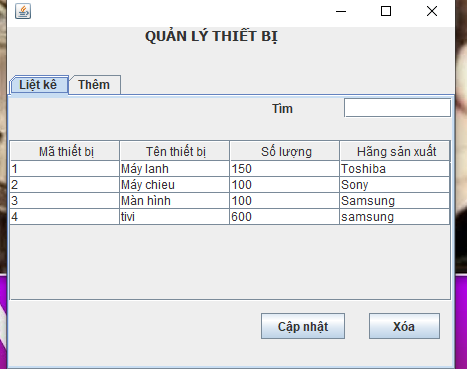 QUẢN LÝ THIẾT BỊ
Liệt kê Thêm
Tìm
Mã thiết bị Tên thiết bị Số lượng Hãng sản xuất
1 Máy lanh 150 Toshiba
2 Máy chieu 100 Sony
3 Màn hình 100 Samsung
4 tivi 600 samsung
Cập nhật Xóa